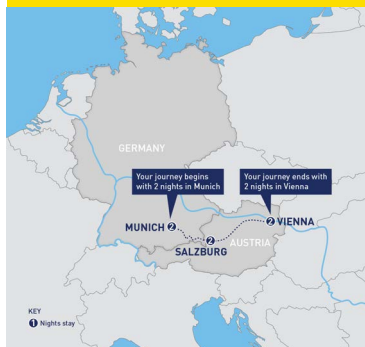 GERMANY
Your journey begins
with 2 nights in Munich
Your journey ends with
2 nights in Vienna
MUNICH 2
2 VIENNA
2
SALZBURG
AUSTRIA
KEY
1 Nights stay